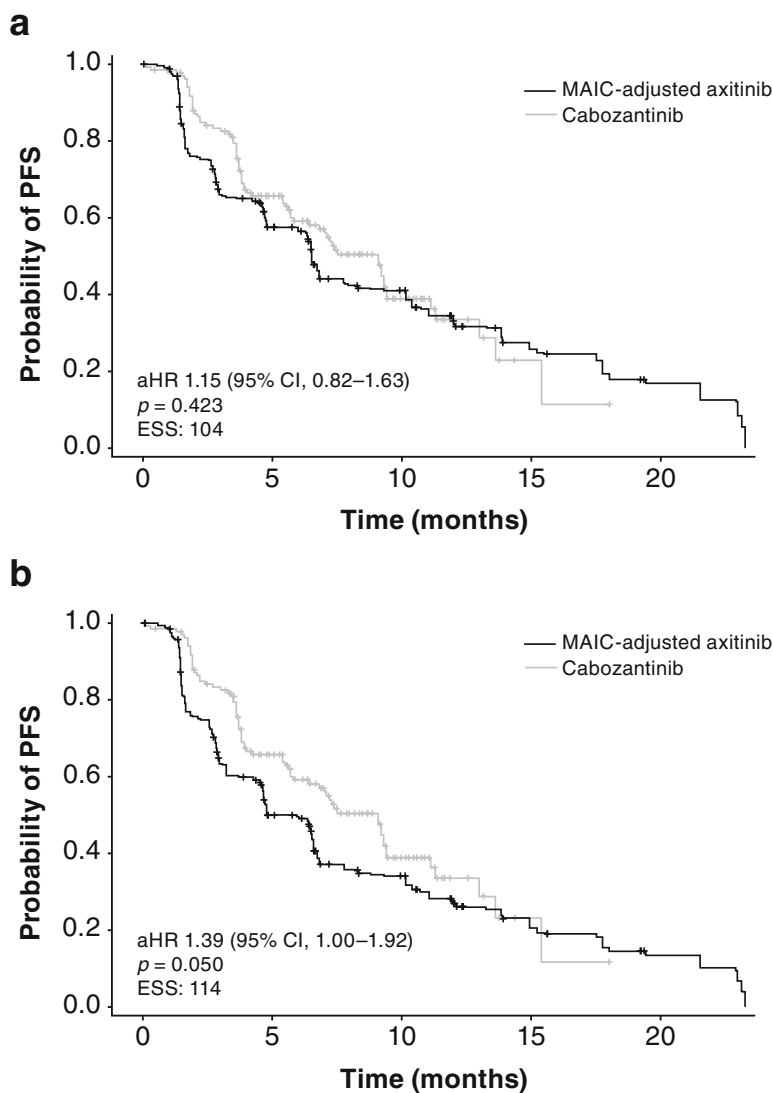 a
1.0
0.8
0.6
0.4
0.2
0.0
Probability of PFS
MAIC-adjusted axitinib
Cabozantinib
aHR 1.15 (95% CI, 0.82–1.63)
p = 0.423
ESS: 104
0 5 10 15 20
Time (months)
b
1.0
0.8
0.6
0.4
0.2
0.0
Probability of PFS
MAIC-adjusted axitinib
Cabozantinib
aHR 1.39 (95% CI, 1.00–1.92)
p = 0.050
ESS: 114
0 5 10 15 20
Time (months)